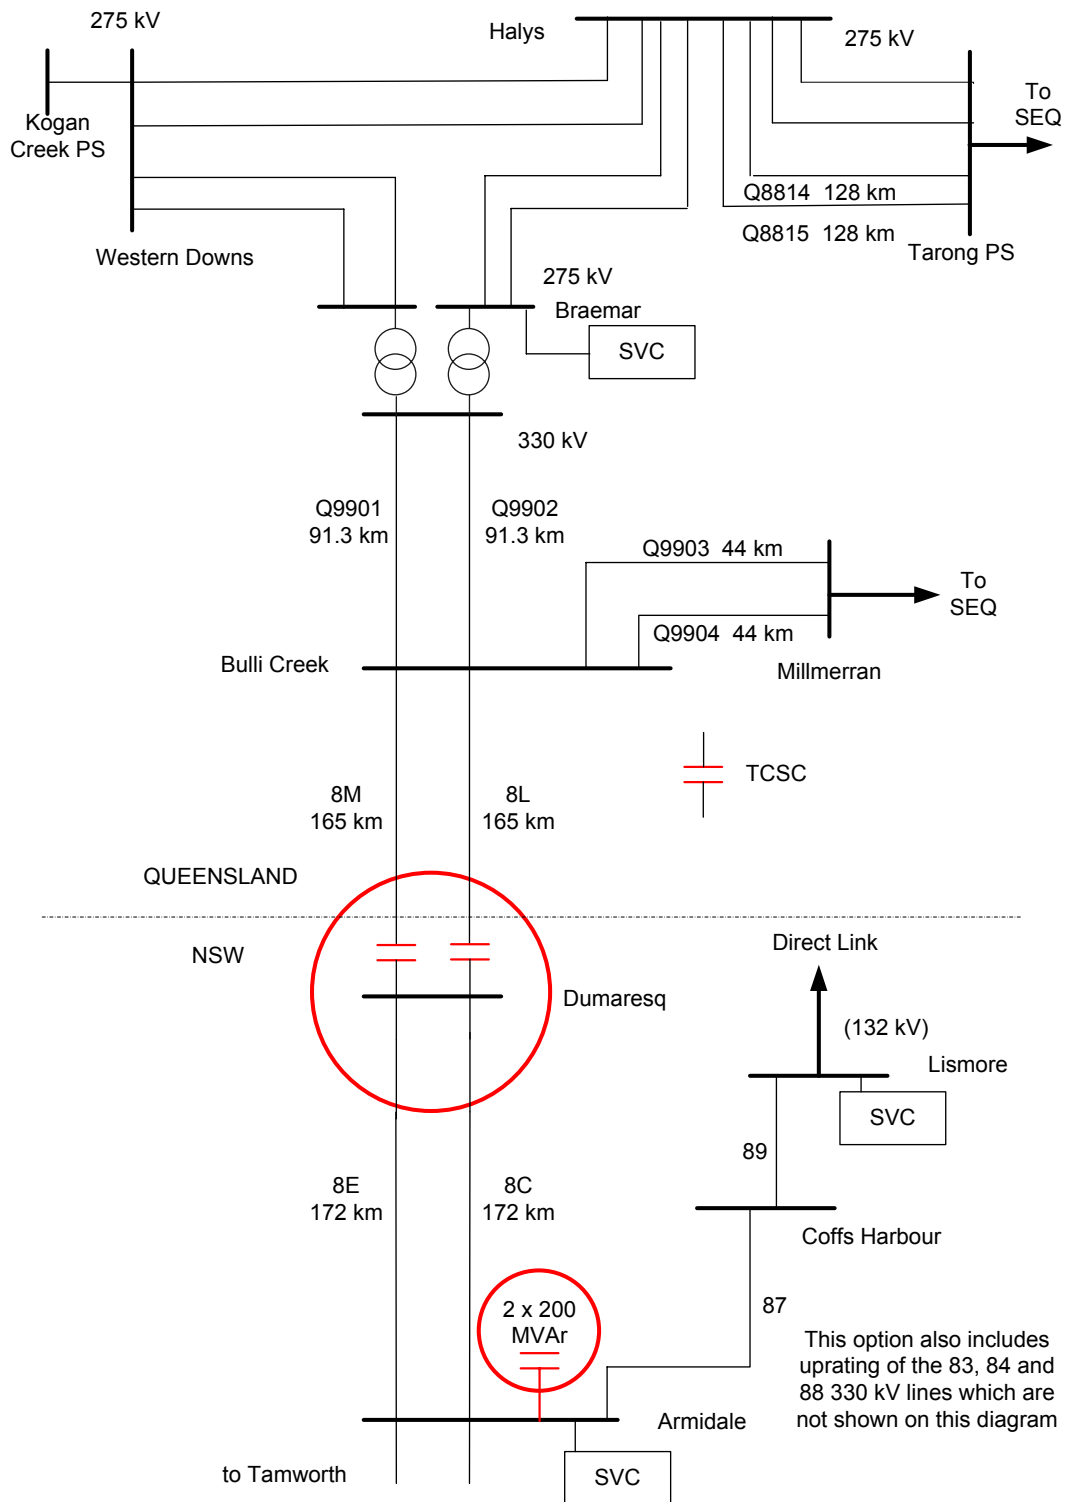 275 kV
Halys
275 kV
To
SEQ
Kogan
Creek PS
Q8814 128 km
Q8815 128 km
Western Downs
Tarong PS
275 kV
Braemar
SVC
330 kV
Q9901
91.3 km
Q9902
91.3 km
Q9903 44 km
To
SEQ
Q9904 44 km
Bulli Creek
Millmerran
TCSC
8M
165 km
8L
165 km
QUEENSLAND
NSW
Direct Link
Dumaresq
(132 kV)
Lismore
SVC
89
8E
172 km
8C
172 km
Coffs Harbour
2 x 200
MVAr
87
This option also includes
uprating of the 83, 84 and
88 330 kV lines which are
not shown on this diagram
Armidale
to Tamworth
SVC